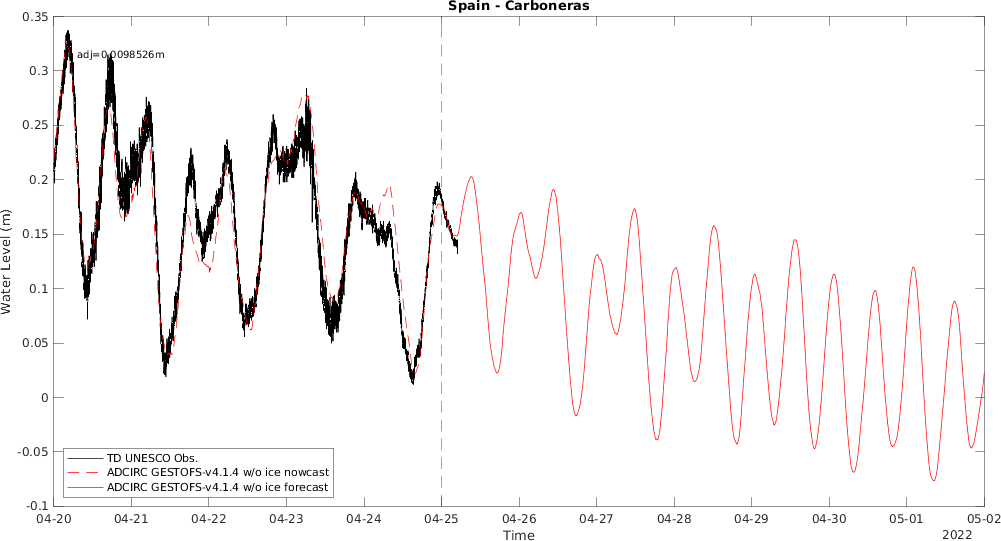 Spain - Carboneras
0.35
0.3
0.25
0.2
0.15
0.1
0.05
0
-0.05
-0.1
Water Level (m)
adj=0.0098526m
TD UNESCO Obs.
ADCIRC GESTOFS-v4.1.4 w/o ice nowcast
ADCIRC GESTOFS-v4.1.4 w/o ice forecast
04-20 04-21 04-22 04-23 04-24 04-25 04-26 04-27 04-28 04-29 04-30 05-01 05-02
Time
2022